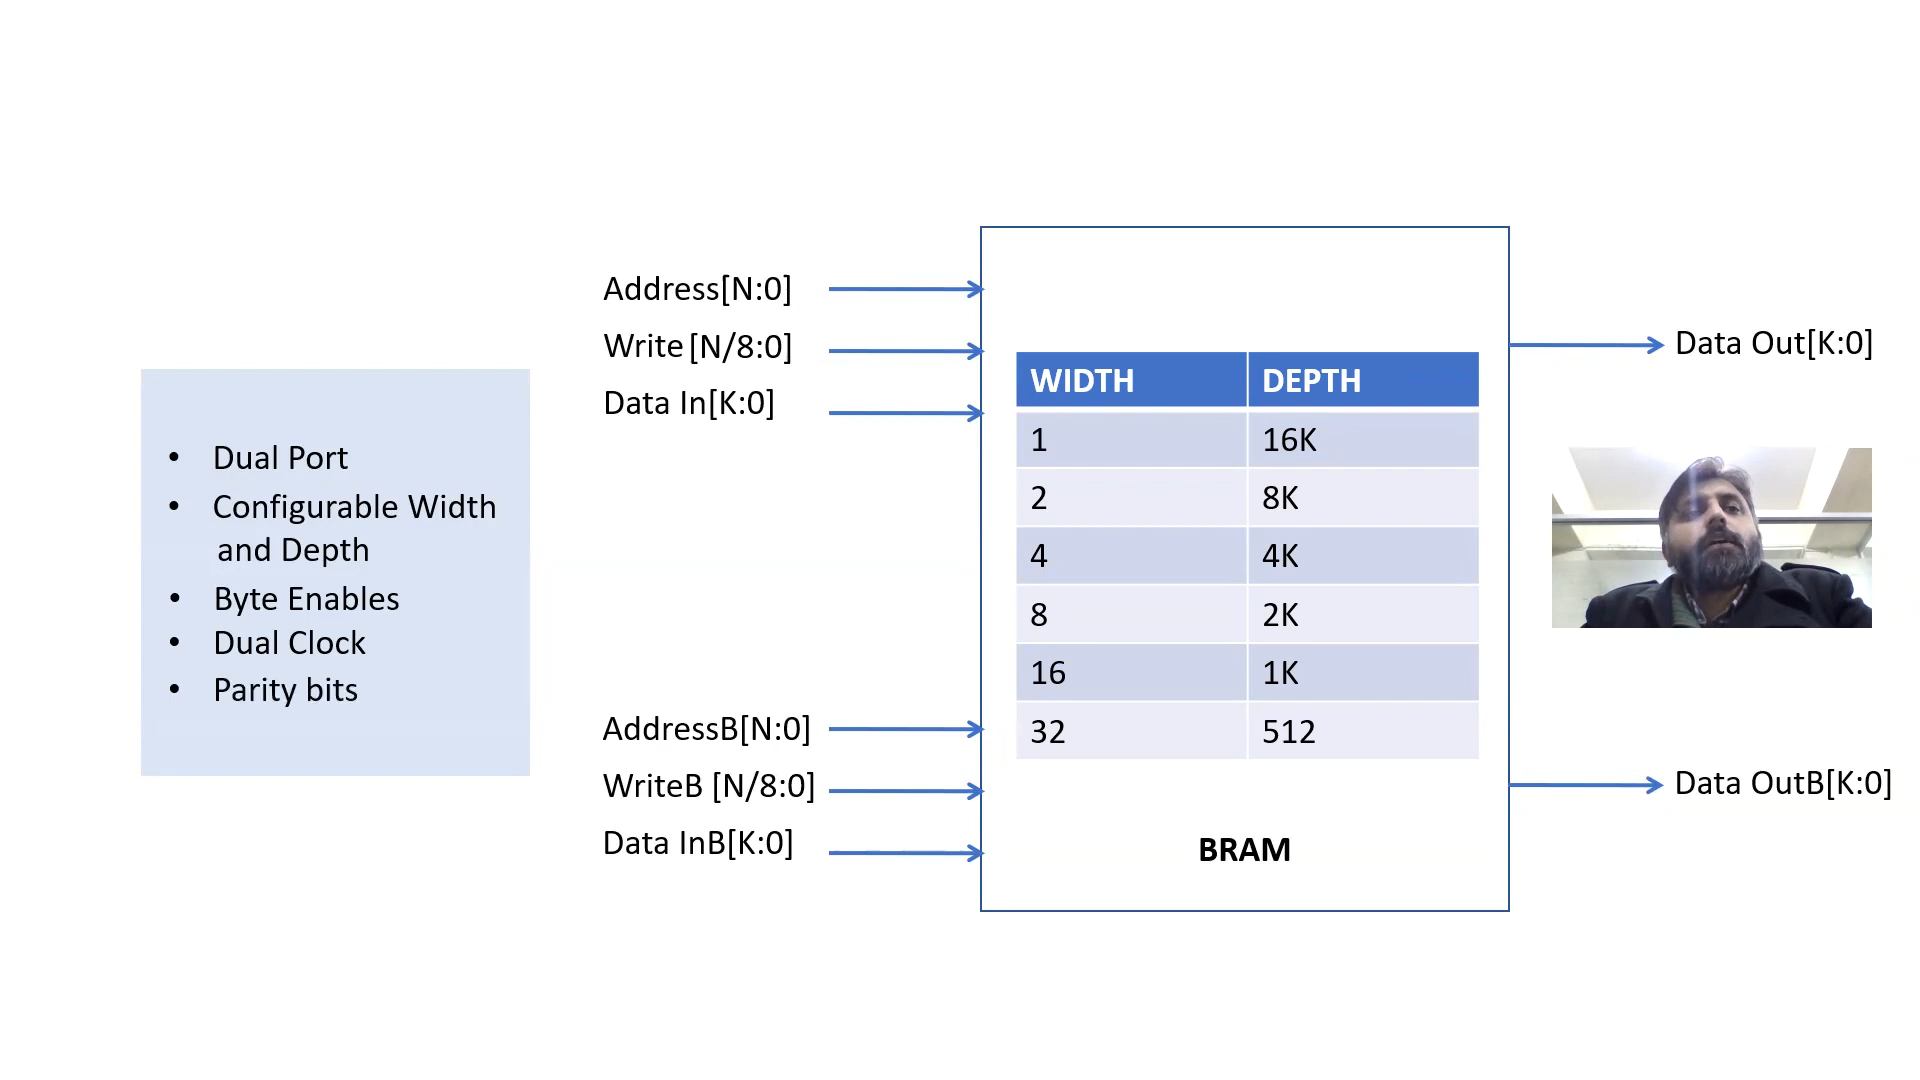 Dual Port
Configurable Width
and Depth
Byte Enables
Dual Clock
Parity bits
Address[N:0]
Write [N/8:0]
Data In[K:0]
AddressB[N:0]
WriteB [N/8:0]
Data InB[K:0]
WIDTH DEPTH
1 16K
2 8K
4 4K
8 2K
16 1K
32 512
BRAM
Data Out[K:0]
Data OutB[K:0]